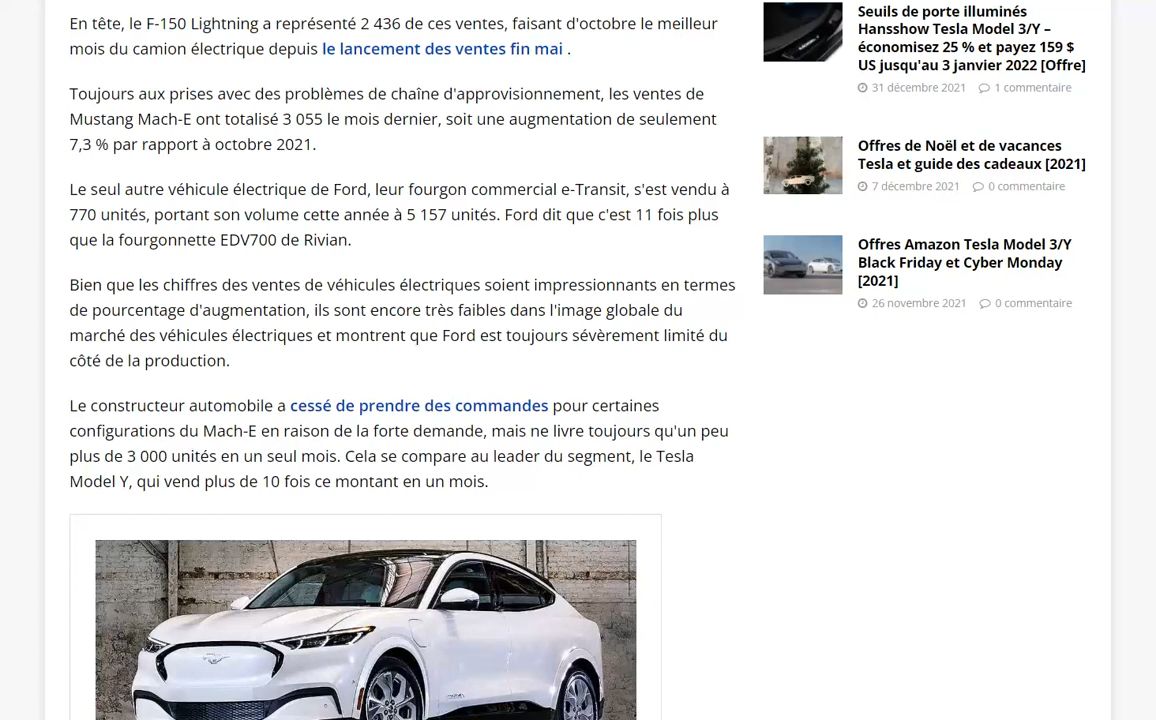 En tête, le F-150 Lightning a représenté 2 436 de ces ventes, faisant d'octobre le meilleur
mois du camion électrique depuis le lancement des ventes fin mai .
Toujours aux prises avec des problèmes de chaîne d'approvisionnement, les ventes de
Mustang Mach-E ont totalisé 3 055 le mois dernier, soit une augmentation de seulement
7,3 % par rapport à octobre 2021.
Le seul autre véhicule électrique de Ford, leur fourgon commercial e-Transit, s'est vendu à
770 unités, portant son volume cette année à 5 157 unités. Ford dit que c'est 11 fois plus
que la fourgonnette EDV700 de Rivian.
Bien que les chiffres des ventes de véhicules électriques soient impressionnants en termes
de pourcentage d'augmentation, ils sont encore très faibles dans l'image globale du
marché des véhicules électriques et montrent que Ford est toujours sévèrement limité du
côté de la production.
Le constructeur automobile a cessé de prendre des commandes pour certaines
configurations du Mach-E en raison de la forte demande, mais ne livre toujours qu'un peu
plus de 3 000 unités en un seul mois. Cela se compare au leader du segment, le Tesla
Model Y, qui vend plus de 10 fois ce montant en un mois.
Seuils de porte illuminés
Hansshow Tesla Model 3/Y –
économisez 25 % et payez 159 $
US jusqu'au 3 janvier 2022 [Offre]
31 décembre 2021 1 commentaire
Offres de Noël et de vacances
Tesla et guide des cadeaux [2021]
7 décembre 2021 0 commentaire
Offres Amazon Tesla Model 3/Y
Black Friday et Cyber Monday
[2021]
26 novembre 2021 0 commentaire